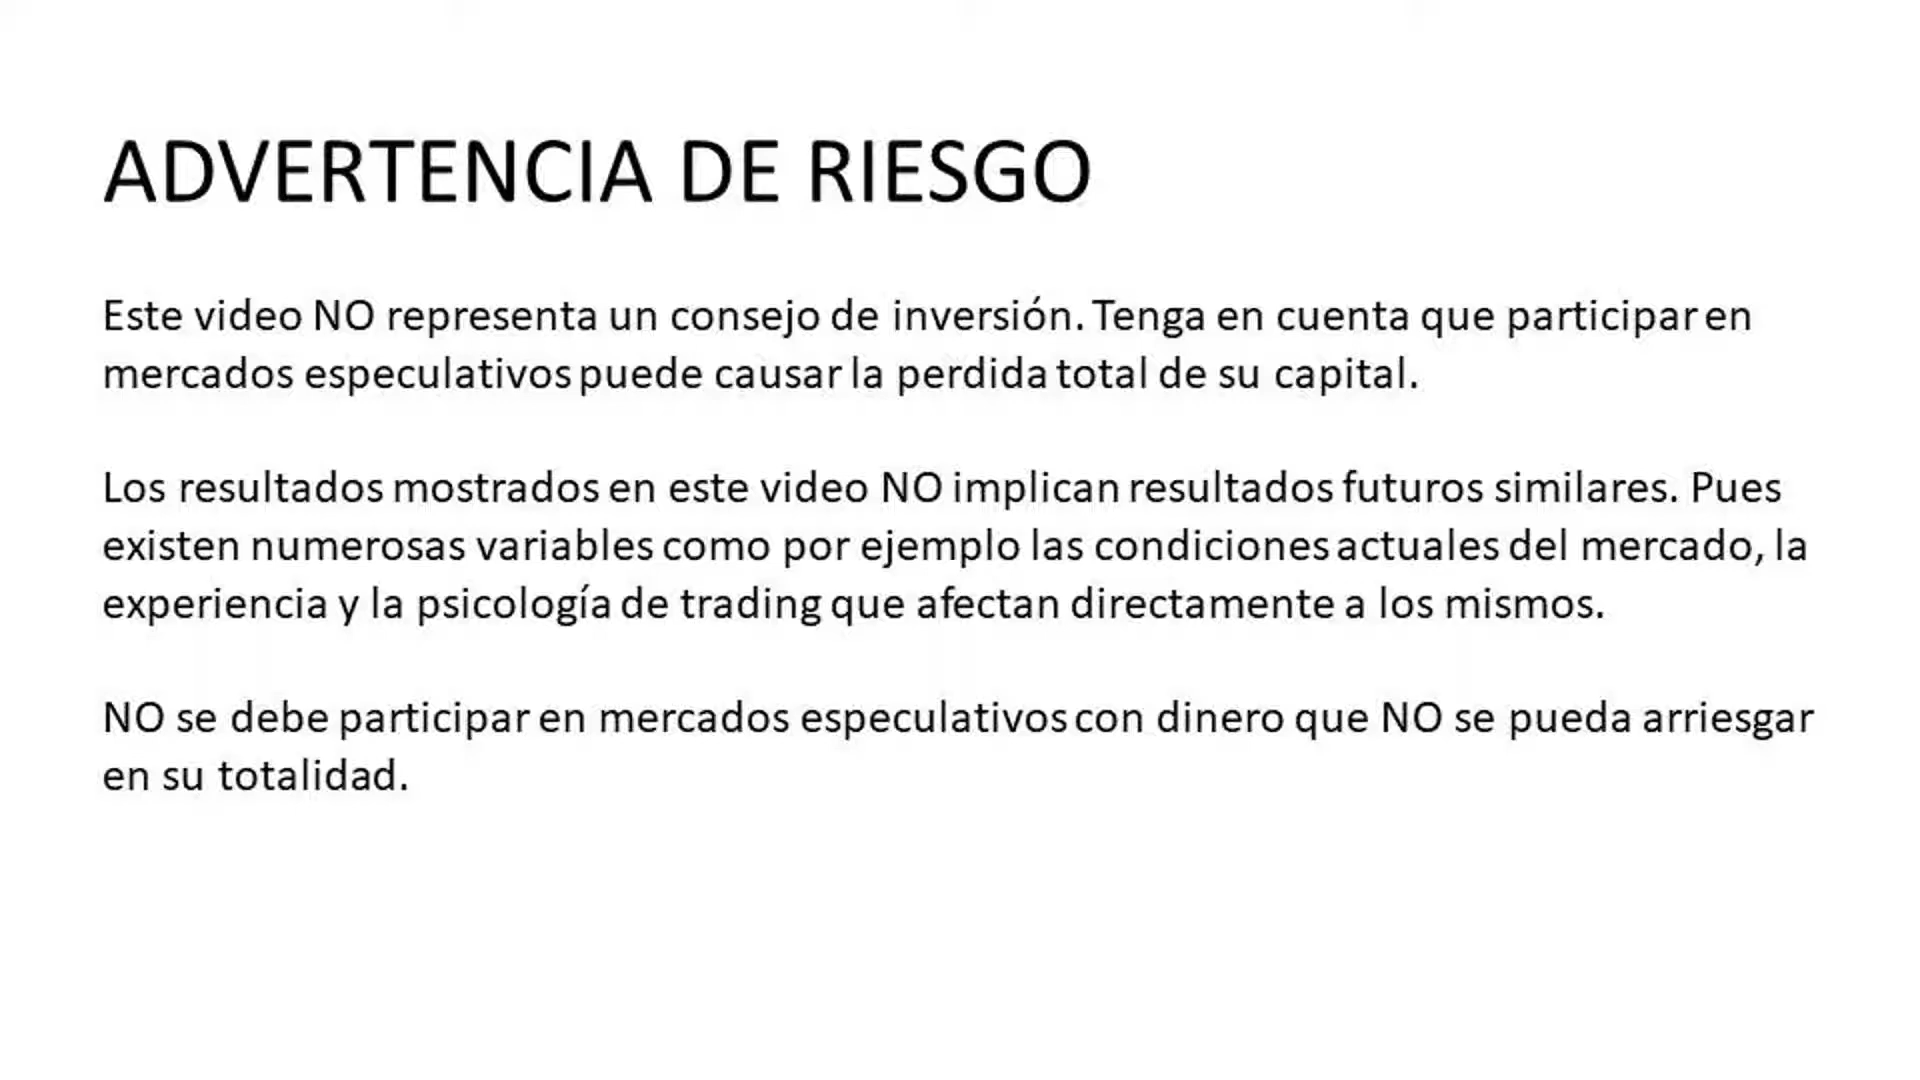 ADVERTENCIA DE RIESGO
Este video NO representa un consejo de inversión. Tenga en cuenta que participar en
mercados especulativos puede causar la perdida total de su capital.
Los resultados mostrados en este video NO implican resultados futuros similares. Pues
existen numerosas variables como por ejemplo las condiciones actuales del mercado, la
experiencia y la psicología de trading que afectan directamente a los mismos.
NO se debe participar en mercados especulativos con dinero que NO se pueda arriesgar
en su totalidad.